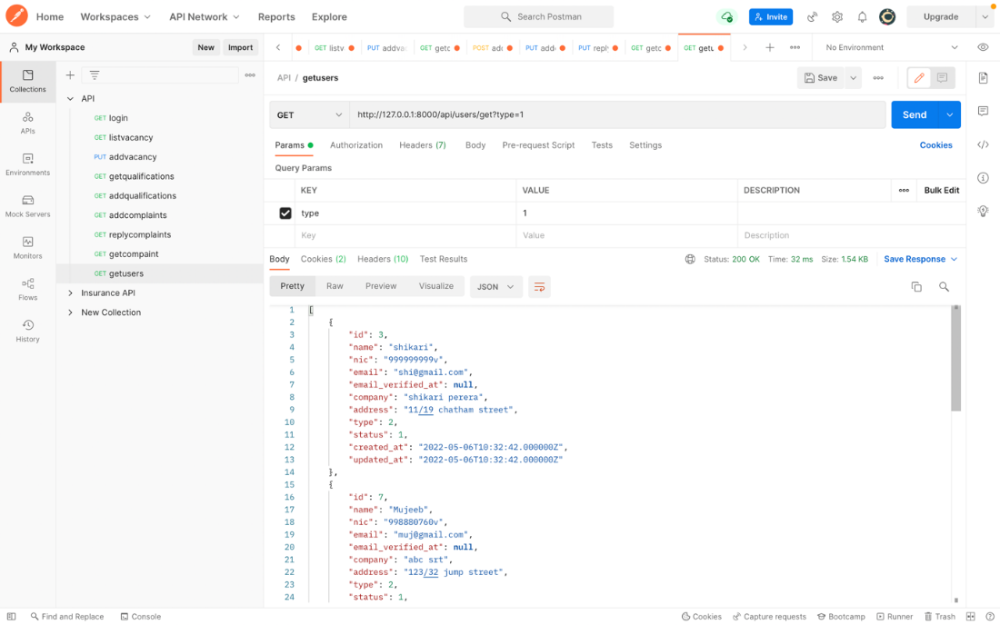 Home Workspaces API Network Reports Explore Search Postman Invite Upgrade
My Workspace New Import GET listv PUT addva GET getc POST ad PUT add PUT reply GET getc GET getu No Environment
Collections
APIs
Environments
Mock Servers
Monitors
Flows
History
API
GET login
GET listvacancy
PUT addvacancy
GET getqualifications
GET addqualifications
GET addcomplaints
GET replycomplaints
GET getcompaint
GET getusers
Insurance API
New Collection
API / getusers Save
GET http://127.0.0.1:8000/api/users/get?type=1 Send
Params Authorization Headers (7) Body Pre-request Script Tests Settings Cookies
Query Params
KEY VALUE DESCRIPTION Bulk Edit
type 1
Key Value Description
Body Cookies (2) Headers (10) Test Results Status: 200 OK Time: 32 ms Size: 1.54 KB Save Response
Pretty Raw Preview Visualize JSON
1 [
2 {
3 "id": 3,
4 "name": "shikari",
5 "nic": "999999999v",
6 "email": "shi@gmail.com",
7 "email_verified_at": null,
8 "company": "shikari perera",
9 "address": "11/19 chatham street",
10 "type": 2,
11 "status": 1,
12 "created_at": "2022-05-06T10:32:42.000000Z",
13 "updated_at": "2022-05-06T10:32:42.000000Z"
14 },
15 {
16 "id": 7,
17 "name": "Mujeeb",
18 "nic": "998880760v",
19 "email": "muj@gmail.com",
20 "email_verified_at": null,
21 "company": "abc srt",
22 "address": "123/32 jump street",
23 "type": 2,
24 "status": 1,
Find and Replace Console Cookies Capture requests Bootcamp Runner Trash